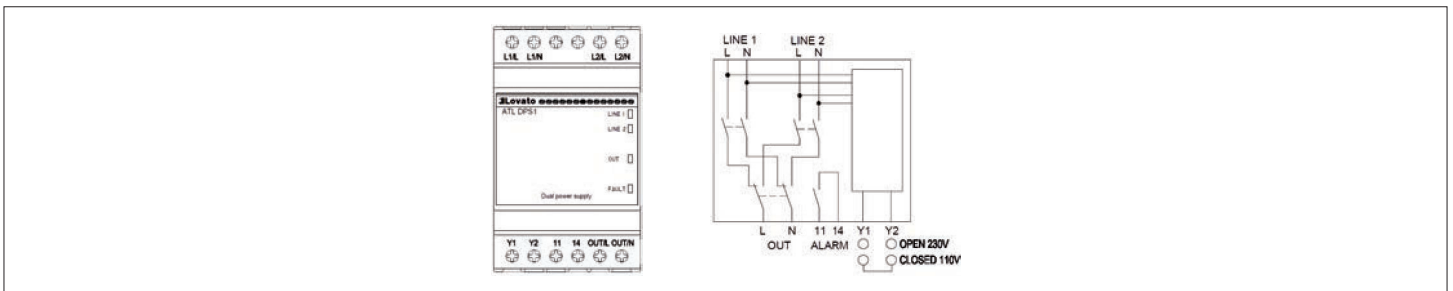 L1/L L1/N L2/L L2/N
Lovato
ATL DPS1
LINE 1
LINE 2
OUT
FAULT
Dual power supply
Y1 Y2 11 14 OUT/L OUT/N
LINE 1 LINE 2
L N L N
L N 11 14 Y1 Y2
OUT ALARM
OPEN 230V
CLOSED 110V